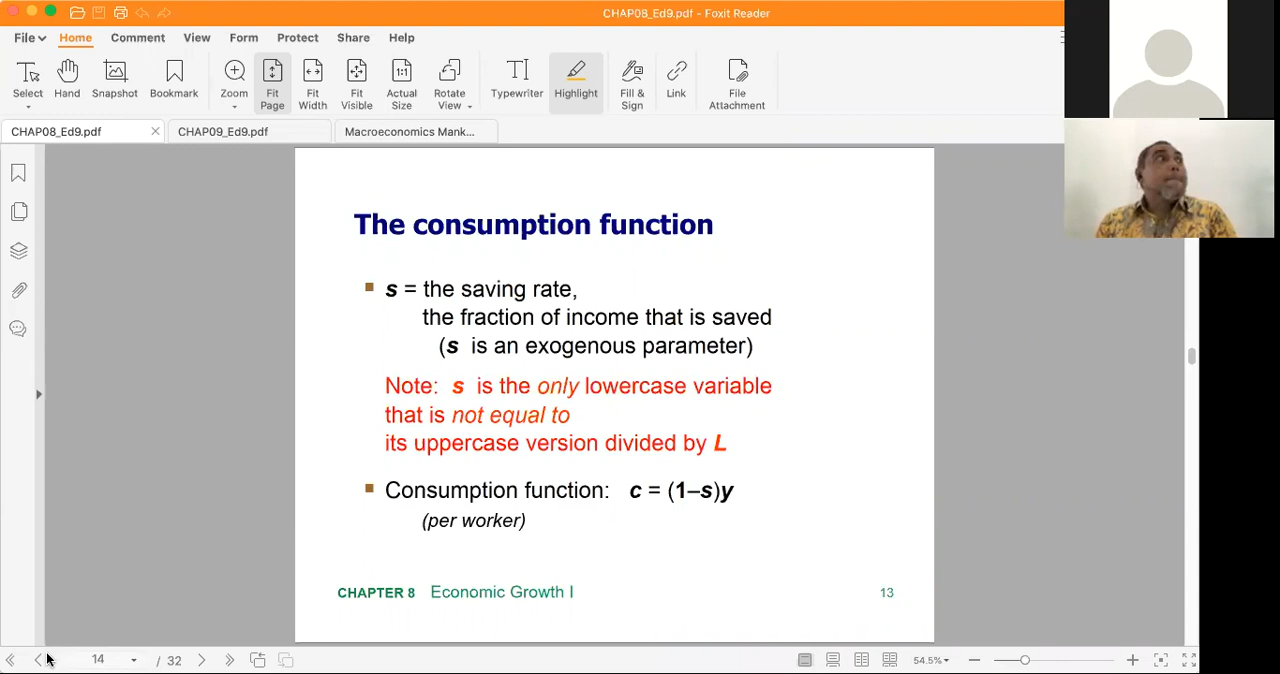 CHAP08_Ed9.pdf - Foxit Reader
File Home Comment View Form Protect Share Help
Select Hand Snapshot Bookmark Zoom Fit Page Fit Width Fit Visible Actual Size Rotate View Typewriter Highlight Fill & Sign Link File Attachment
CHAP08_Ed9.pdf CHAP09_Ed9.pdf Macroeconomics Mank...
The consumption function
s = the saving rate,
the fraction of income that is saved
(s is an exogenous parameter)
Note: s is the only lowercase variable
that is not equal to
its uppercase version divided by L
Consumption function: c = (1–s)y
(per worker)
CHAPTER 8 Economic Growth I 13
14 / 32 54.5%